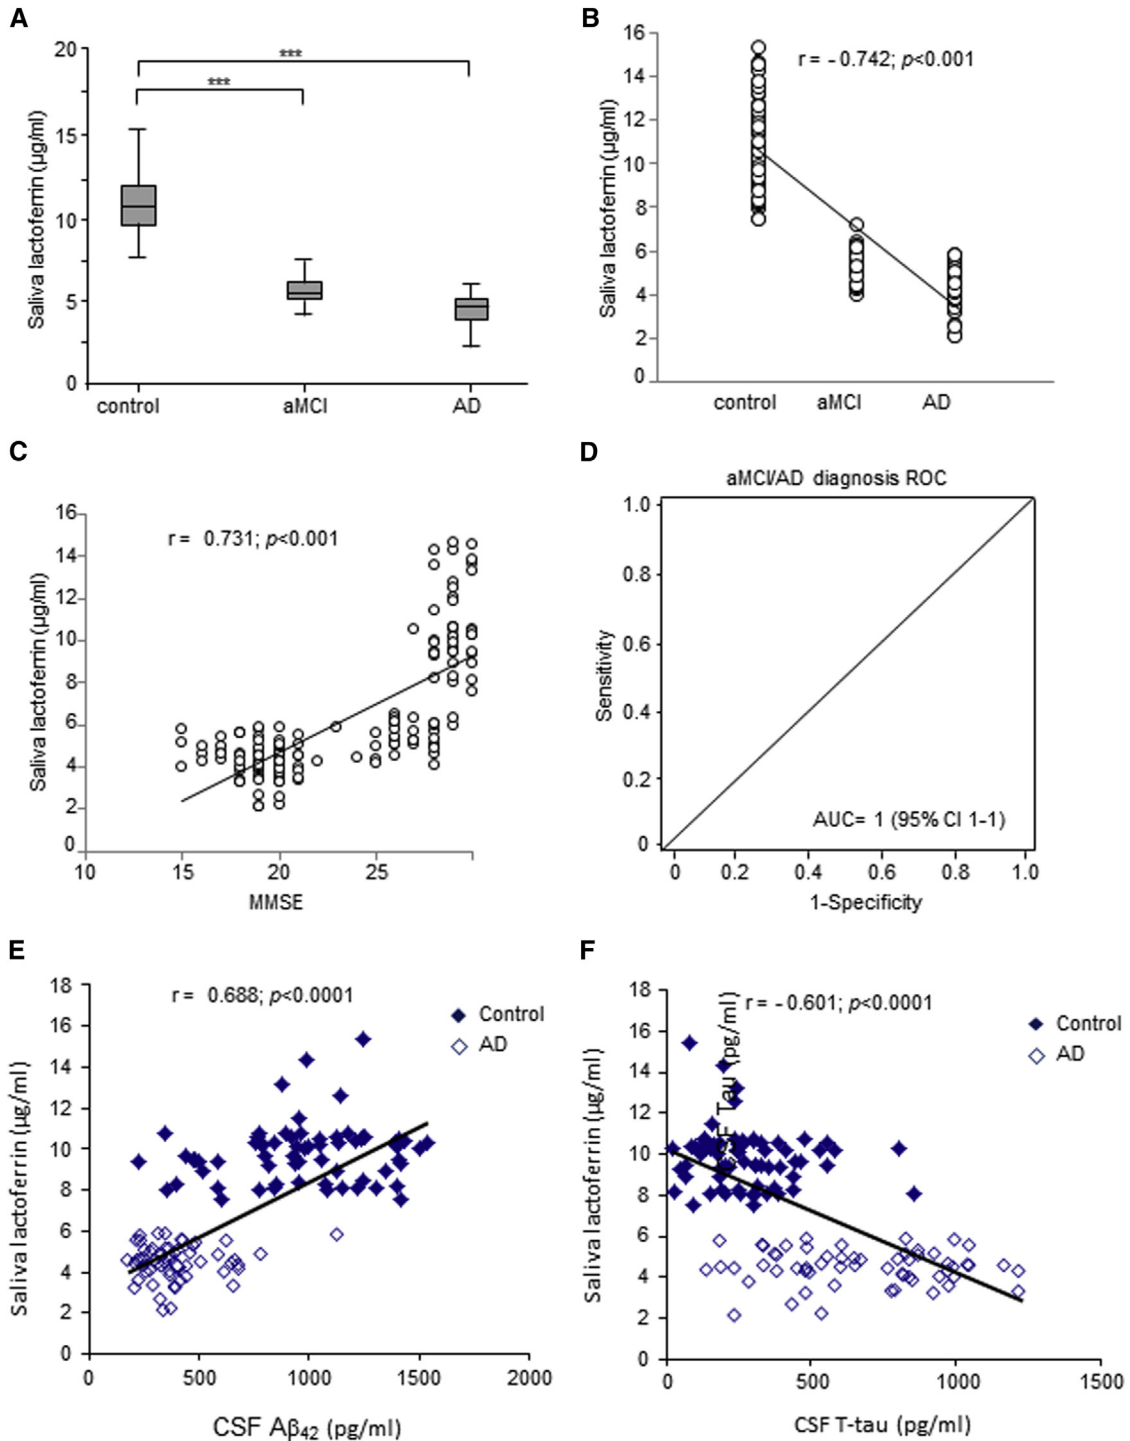 A
20
15
10
5
0
Saliva lactoferrin (µg/ml)
***
***
control aMCI AD
B
16
14
12
10
8
6
4
2
0
Saliva lactoferrin (µg/ml)
r = - 0.742; p<0.001
control aMCI AD
C
16
14
12
10
8
6
4
2
0
Saliva lactoferrin (µg/ml)
r = 0.731; p<0.001
10 15 20 25
MMSE
D
aMCI/AD diagnosis ROC
1.0
0.8
0.6
0.4
0.2
0
Sensitivity
AUC= 1 (95% CI 1-1)
0 0.2 0.4 0.6 0.8 1.0
1-Specificity
E
18
16
14
12
10
8
6
4
2
0
Saliva lactoferrin (µg/ml)
r = 0.688; p<0.0001
Control
AD
0 500 1000 1500 2000
CSF Aβ42 (pg/ml)
F
18
16
14
12
10
8
6
4
2
0
Saliva lactoferrin (µg/ml)
CSF Tau (pg/ml)
r = - 0.601; p<0.0001
Control
AD
0 500 1000 1500
CSF T-tau (pg/ml)